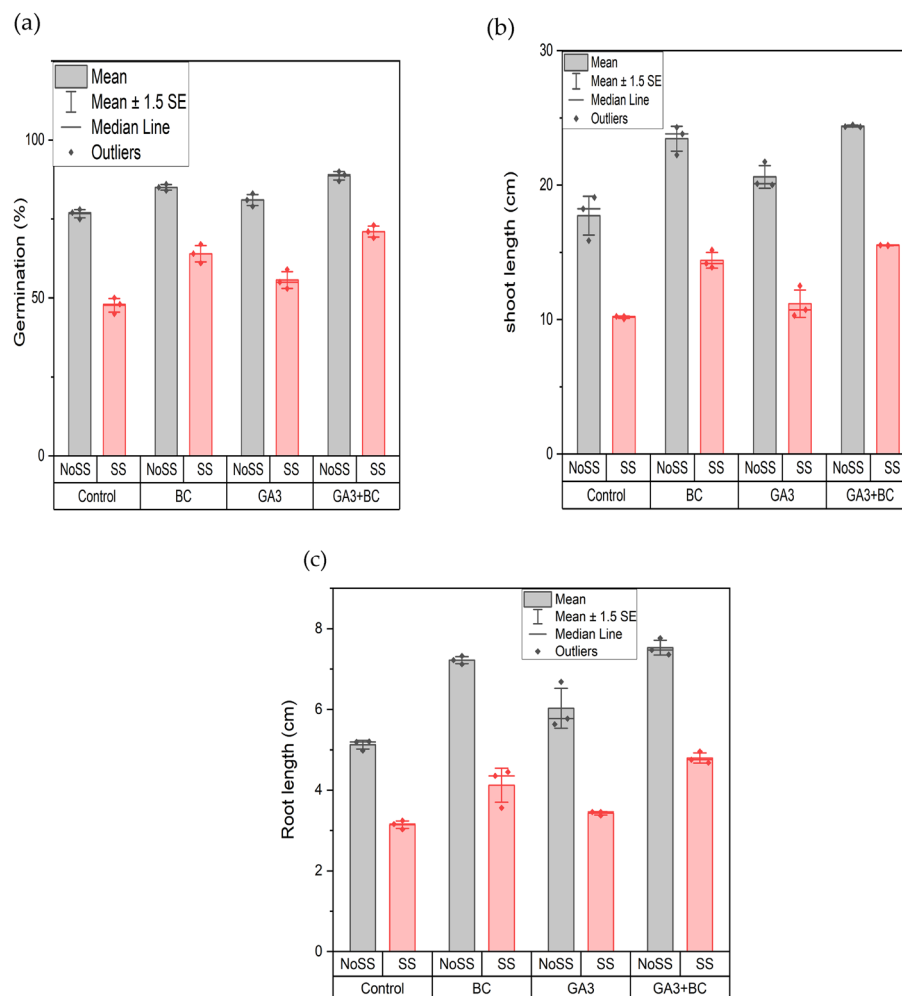 (a)
Mean
Mean ± 1.5 SE
Median Line
Outliers
100
50
0
Germination (%)
NoSS SS NoSS SS NoSS SS NoSS SS
Control BC GA3 GA3+BC
(b)
30
20
10
0
shoot length (cm)
Mean
Mean ± 1.5 SE
Median Line
Outliers
NoSS SS NoSS SS NoSS SS NoSS SS
Control BC GA3 GA3+BC
(c)
8
6
4
2
0
Root length (cm)
Mean
Mean ± 1.5 SE
Median Line
Outliers
NoSS SS NoSS SS NoSS SS NoSS SS
Control BC GA3 GA3+BC